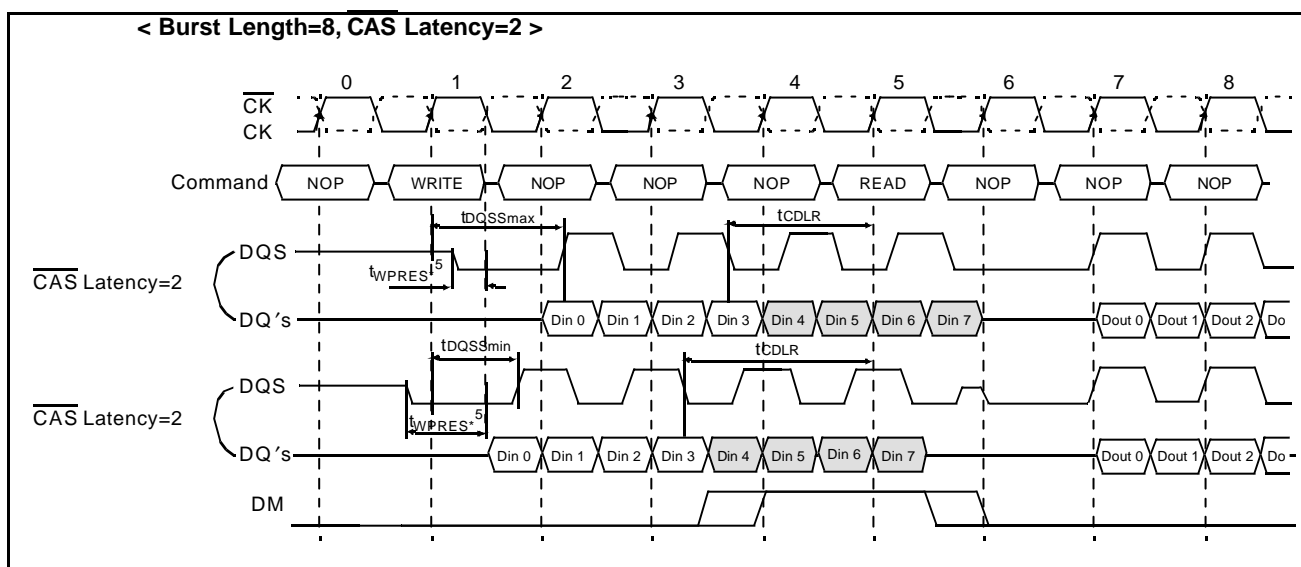 < Burst Length=8, CAS Latency=2 >
0 1 2 3 4 5 6 7 8
CK
CK
Command NOP WRITE NOP NOP NOP READ NOP NOP NOP
tDQSSmax tCDLR
DQS
tWPRES*5
CAS Latency=2
DQ's Din 0 Din 1 Din 2 Din 3 Din 4 Din 5 Din 6 Din 7 Dout 0 Dout 1 Dout 2 Do
tDQSSmin tCDLR
DQS
CAS Latency=2
tWPRES*5
DQ's Din 0 Din 1 Din 2 Din 3 Din 4 Din 5 Din 6 Din 7 Dout 0 Dout 1 Dout 2 Do
DM